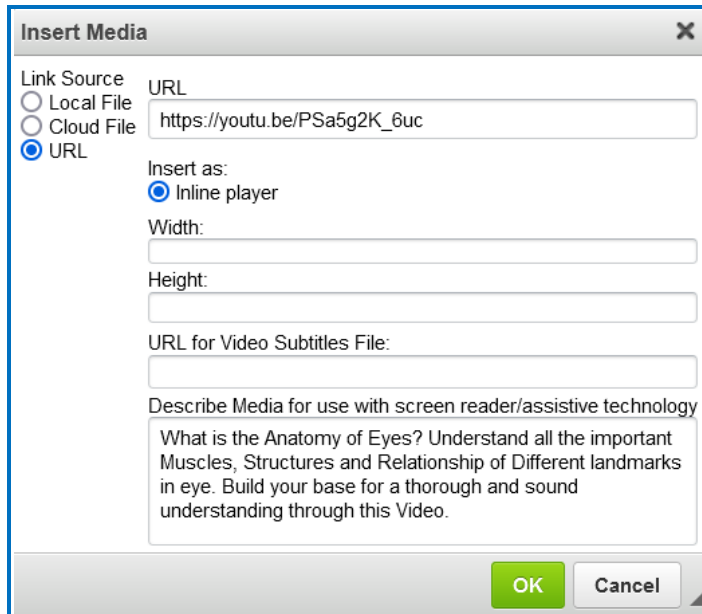 Insert Media
Link Source
Local File
Cloud File
URL
URL
https://youtu.be/PSa5g2K_6uc
Insert as:
Inline player
Width:
Height:
URL for Video Subtitles File:
Describe Media for use with screen reader/assistive technology
What is the Anatomy of Eyes? Understand all the important
Muscles, Structures and Relationship of Different landmarks
in eye. Build your base for a thorough and sound
understanding through this Video.
OK
Cancel